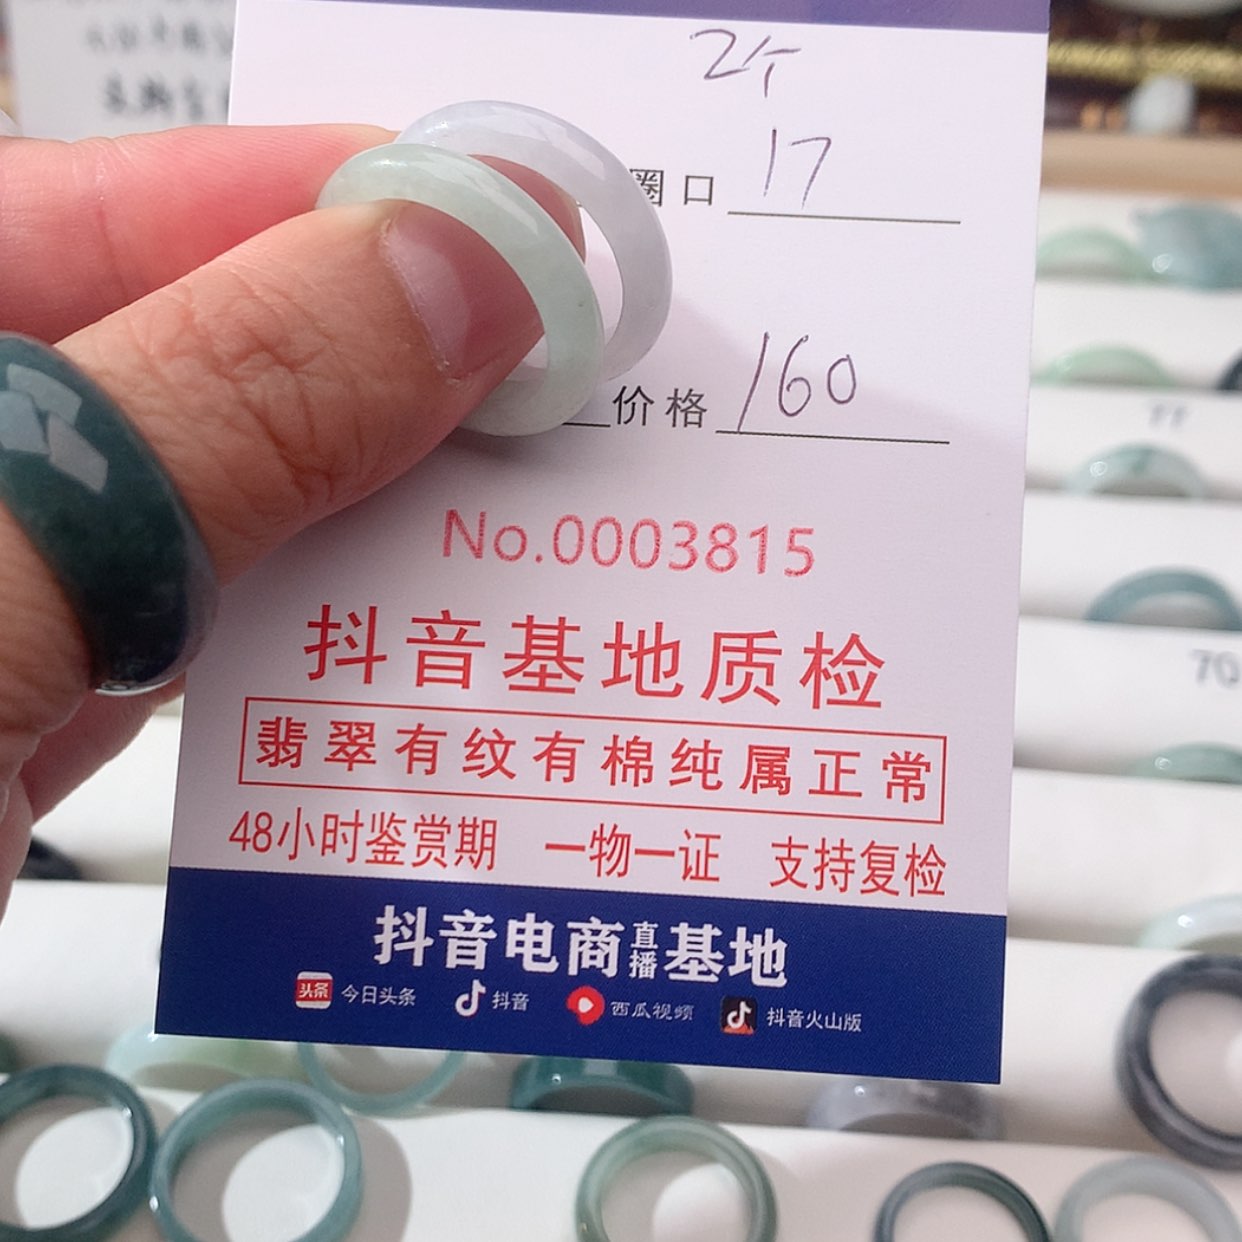 2个
圈口 17
价格 160
No.0003815
抖音基地质检
翡翠有纹有棉纯属正常
48小时鉴赏期 一物一证 支持复检
抖音电商直播基地
头条 今日头条 抖音 西瓜视频 抖音火山版
70